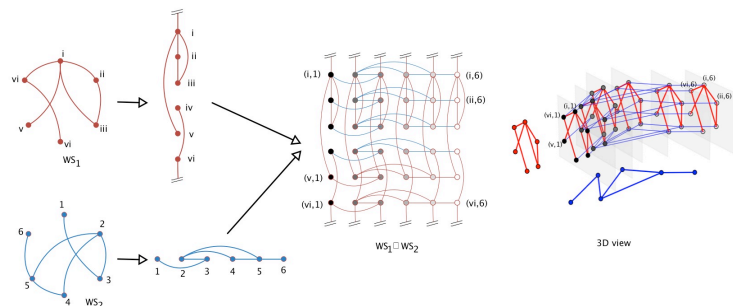 i
vi
ii
v
iii
vi
WS1
i
ii
iii
iv
v
vi
1
6
2
5
3
4
WS2
1 2 3 4 5 6
(i,1) (i,6)
(ii,6)
(v,1)
(vi,1) (vi,6)
WS1□WS2
(i,6)
(vi,6)
(ii,6)
(i,1)
(vi,1)
(v,1)
3D view